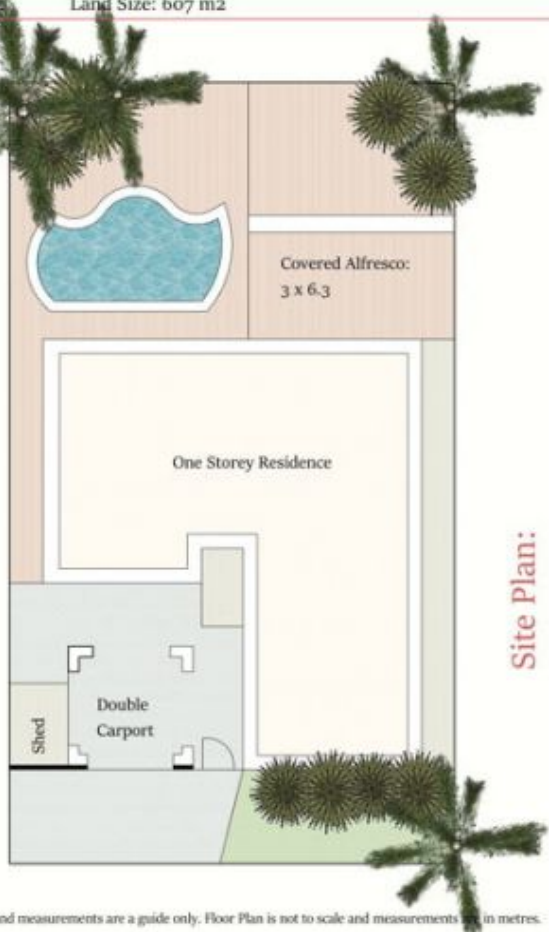 Land Size: 607 m2
Covered Alfresco:
3 x 6.3
One Storey Residence
Site Plan:
Double
Carport
Shed
measurements are a guide only. Floor Plan is not to scale and measurements in metres.